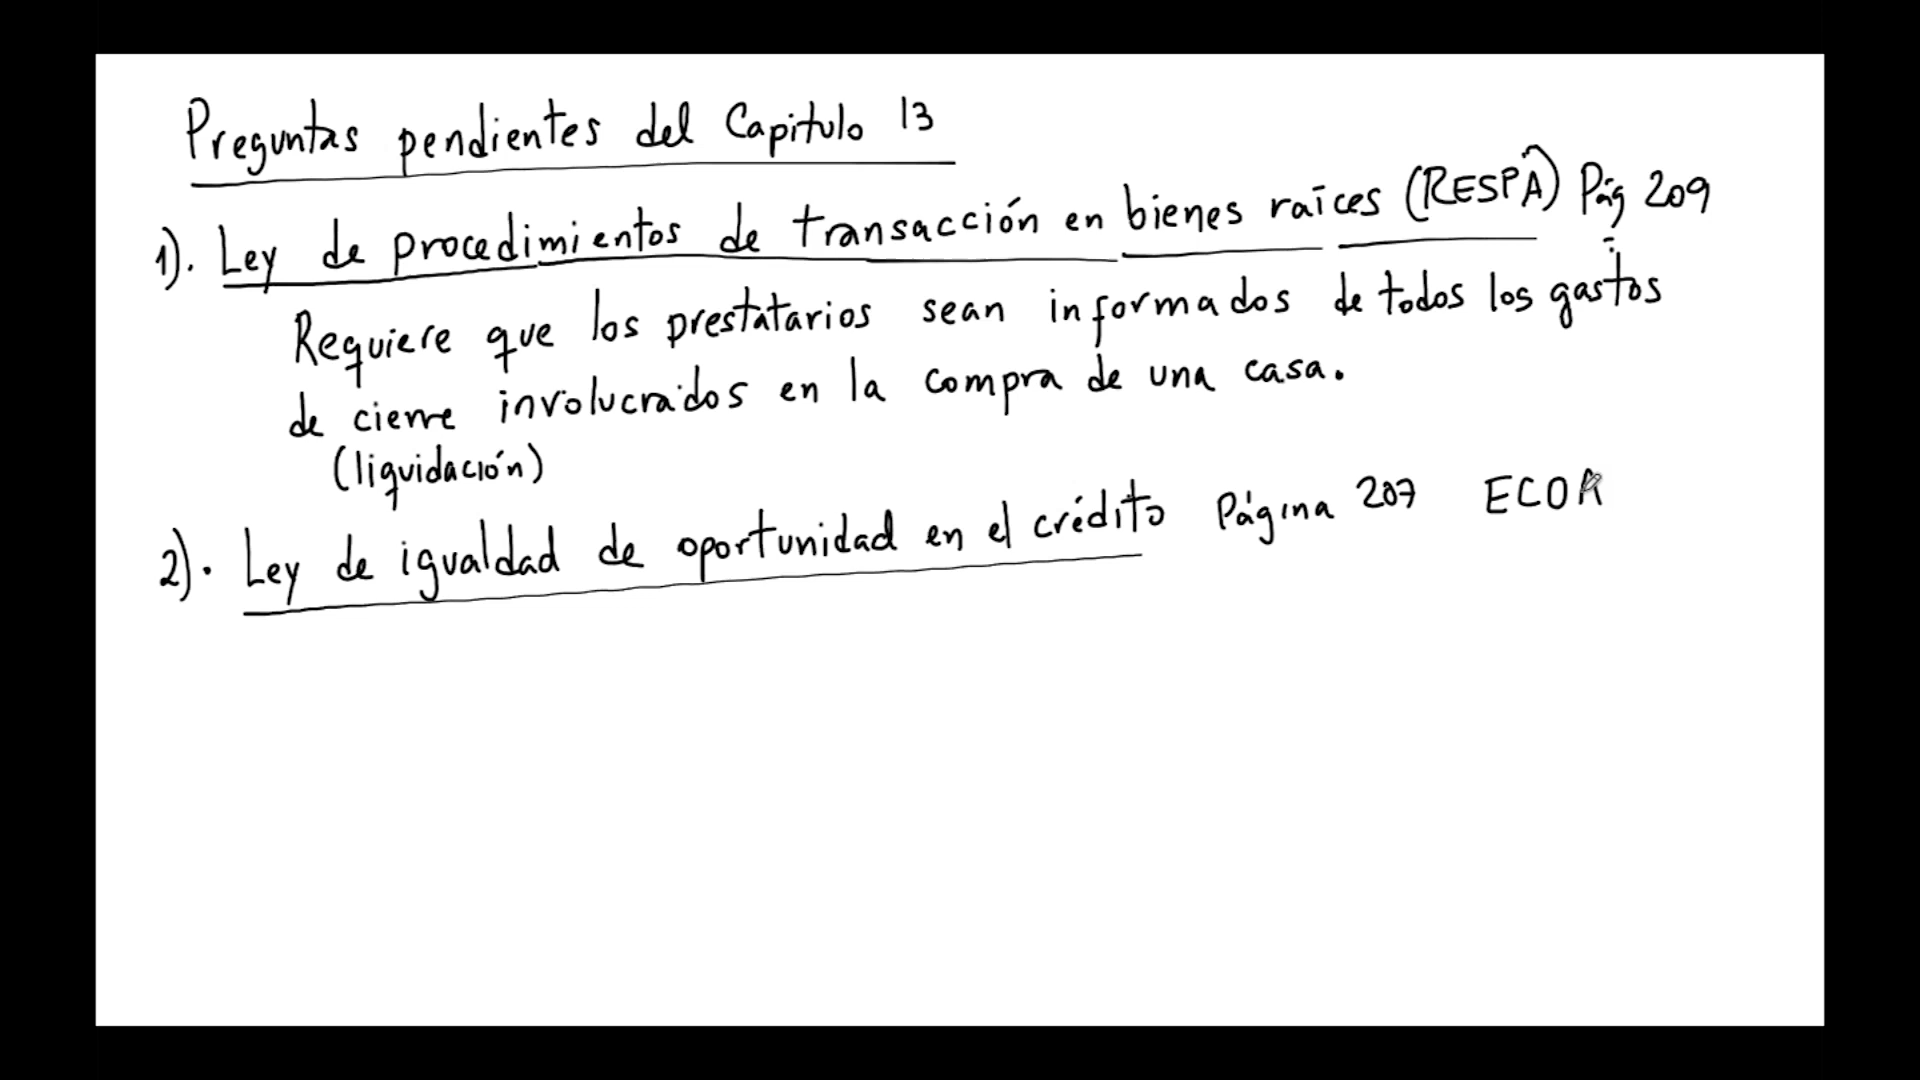 Preguntas pendientes del Capitulo 13
1). Ley de procedimientos de transacción en bienes raíces (RESPA) Pág 209
Requiere que los prestatarios sean informados de todos los gastos
de cierre involucrados en la compra de una casa.
(liquidación)
2). Ley de igualdad de oportunidad en el crédito Página 207 ECOA